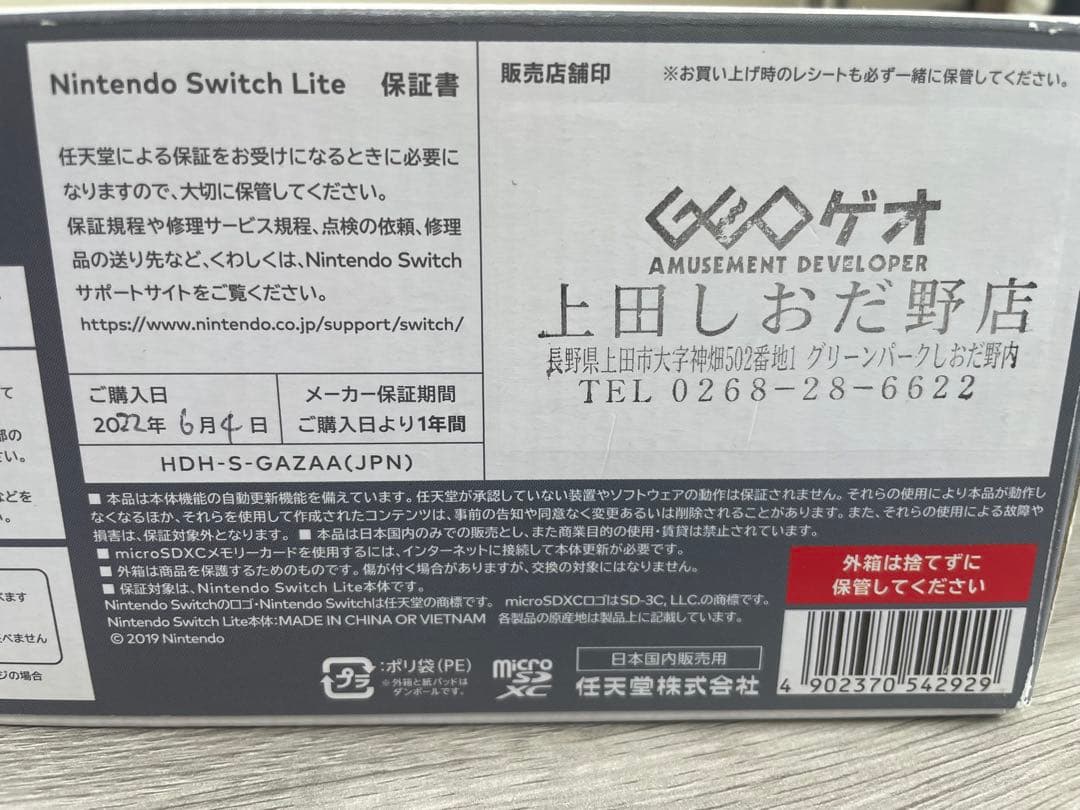 Nintendo Switch Lite 保証書
任天堂による保証をお受けになるときに必要に
なりますので、大切に保管してください。
保証規程や修理サービス規程、点検の依頼、修理
品の送り先など、くわしくは、Nintendo Switch
サポートサイトをご覧ください。
https://www.nintendo.co.jp/support/switch/
ご購入日
2022年 6月4日
メーカー保証期間
ご購入日より1年間
HDH-S-GAZAA(JPN)
販売店舗印
※お買い上げ時のレシートも必ず一緒に保管してください。
GEOゲオ
AMUSEMENT DEVELOPER
上田しおだ野店
長野県上田市大字神畑502番地1 グリーンパークしおだ野内
TEL 0268-28-6622
て
部の
さい。
などを
い。
べます
べません
ジの場合
■ 本品は本体機能の自動更新機能を備えています。任天堂が承認していない装置やソフトウェアの動作は保証されません。それらの使用により本品が動作し
なくなるほか、それらを使用して作成されたコンテンツは、事前の告知や同意なく変更あるいは削除されることがあります。また、それらの使用による故障や
損害は、保証対象外となります。 ■ 本品は日本国内のみでの販売とし、また商業目的の使用・賃貸は禁止されています。
■ microSDXCメモリーカードを使用するには、インターネットに接続して本体更新が必要です。
■ 外箱は商品を保護するためのものです。傷が付く場合がありますが、交換の対象にはなりません。
■ 保証対象は、Nintendo Switch Lite本体です。
Nintendo Switchのロゴ・Nintendo Switchは任天堂の商標です。 microSDXCロゴはSD-3C, LLC.の商標です。
Nintendo Switch Lite本体：MADE IN CHINA OR VIETNAM 各製品の原産地は製品上に記載しています。
© 2019 Nintendo
外箱は捨てずに
保管してください
プラ
：ポリ袋（PE）
※外箱と紙パッドは
ダンボールです。
micro
SD
XC
日本国内販売用
任天堂株式会社
4 902370 542929